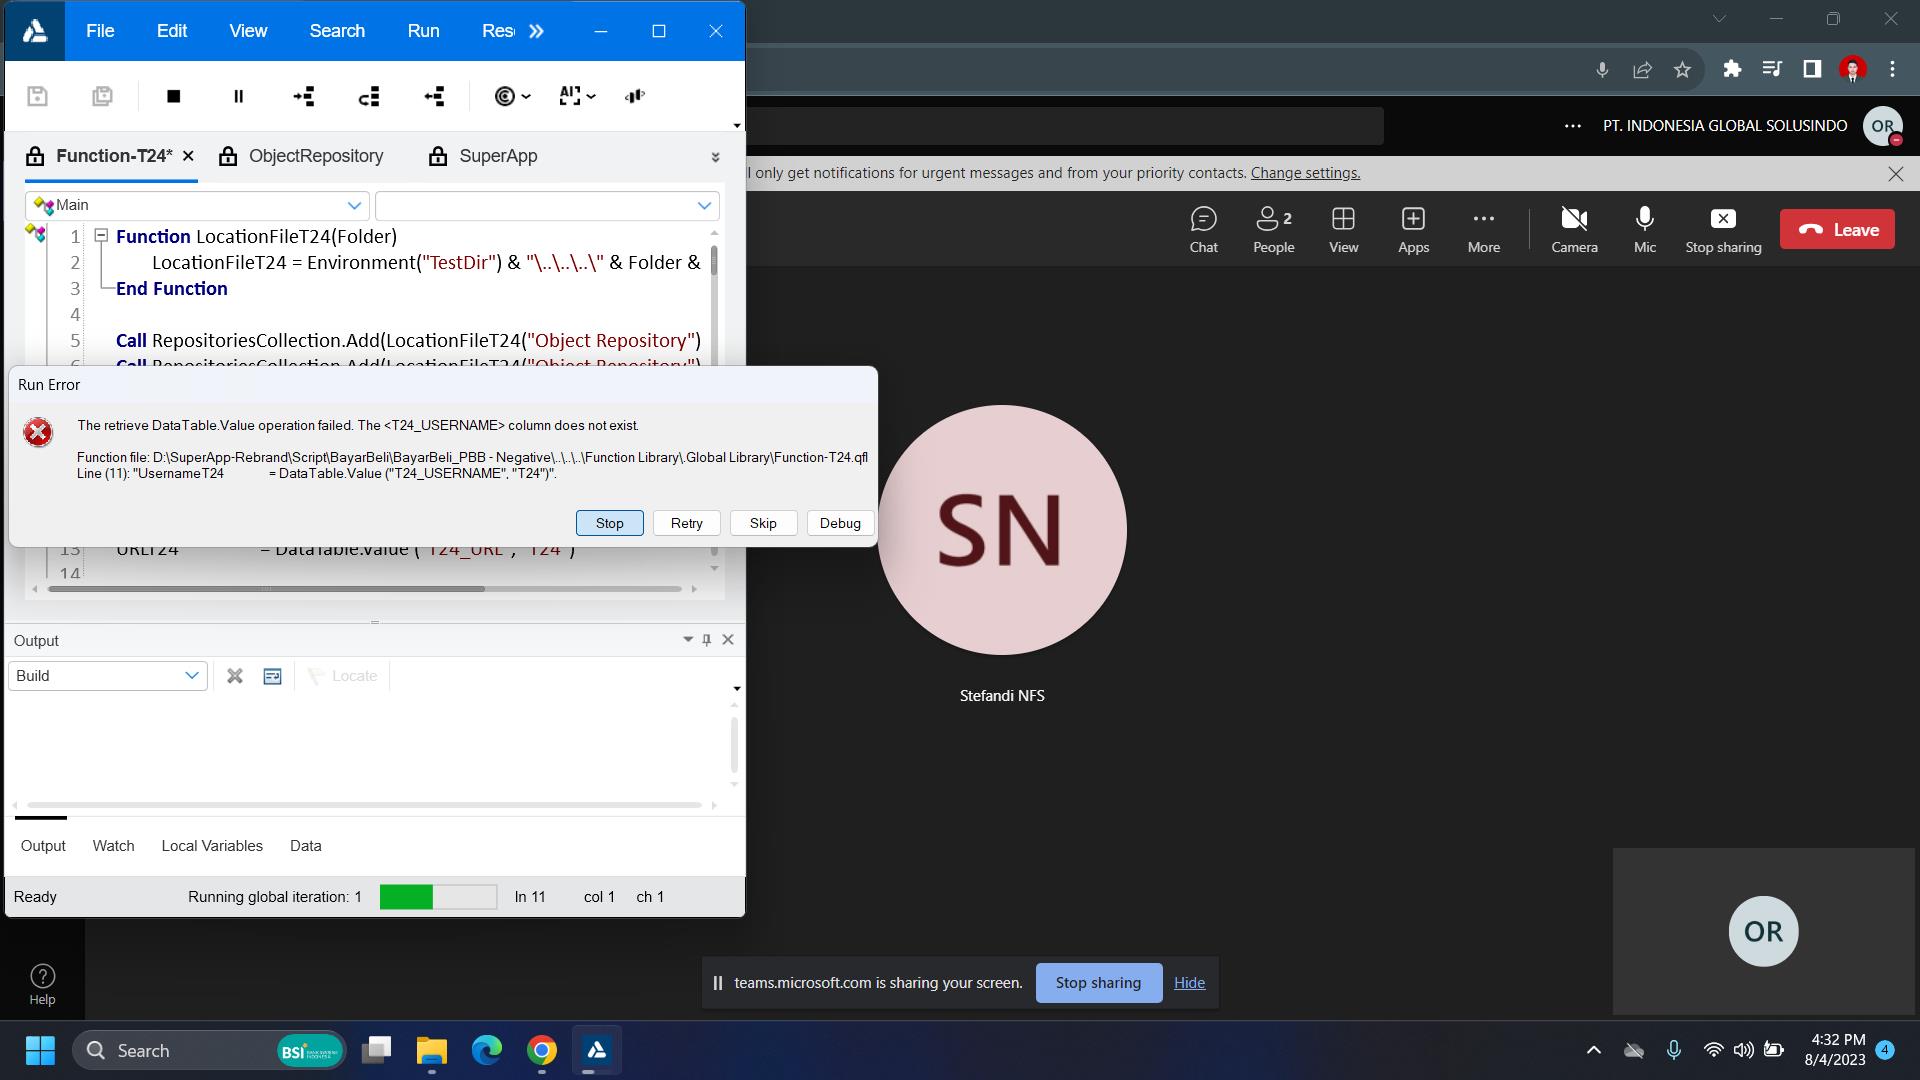 File Edit View Search Run Res
Function-T24* ObjectRepository SuperApp
Main
1 Function LocationFileT24(Folder)
2 LocationFileT24 = Environment("TestDir") & "\..\..\..\" & Folder &
3 End Function
4
5 Call RepositoriesCollection.Add(LocationFileT24("Object Repository")
Call RepositoriesCollection.Add(LocationFileT24("Object Repository")
Run Error
The retrieve DataTable.Value operation failed. The <T24_USERNAME> column does not exist.
Function file: D:\SuperApp-Rebrand\Script\BayarBeli\BayarBeli_PBB - Negative\..\..\..\Function Library\.Global Library\Function-T24.qfl
Line (11): "UsernameT24 = DataTable.Value ("T24_USERNAME", "T24")".
Stop Retry Skip Debug
13 URLT24 = DataTable.Value ("T24_URL", "T24")
14
Output
Build Locate
Output Watch Local Variables Data
Ready Running global iteration: 1 ln 11 col 1 ch 1
PT. INDONESIA GLOBAL SOLUSINDO OR
l only get notifications for urgent messages and from your priority contacts. Change settings.
Chat 2 People View Apps More Camera Mic Stop sharing Leave
SN
Stefandi NFS
OR
Help
teams.microsoft.com is sharing your screen. Stop sharing Hide
Search BSI
4:32 PM
8/4/2023 4